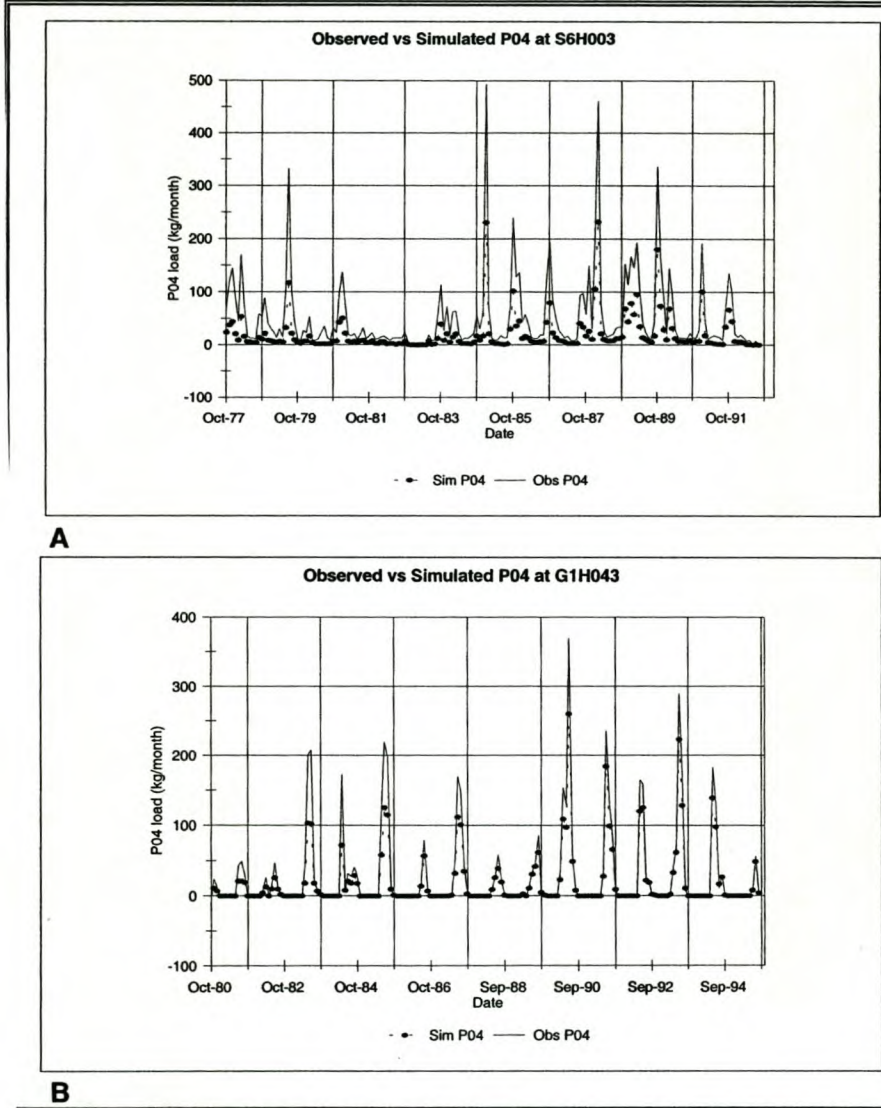 Observed vs Simulated P04 at S6H003
500
400
300
200
100
0
-100
P04 load (kg/month)
Oct-77 Oct-79 Oct-81 Oct-83 Oct-85 Oct-87 Oct-89 Oct-91
Date
Sim P04 Obs P04
A
Observed vs Simulated P04 at G1H043
400
300
200
100
0
-100
P04 load (kg/month)
Oct-80 Oct-82 Oct-84 Oct-86 Sep-88 Sep-90 Sep-92 Sep-94
Date
Sim P04 Obs P04
B